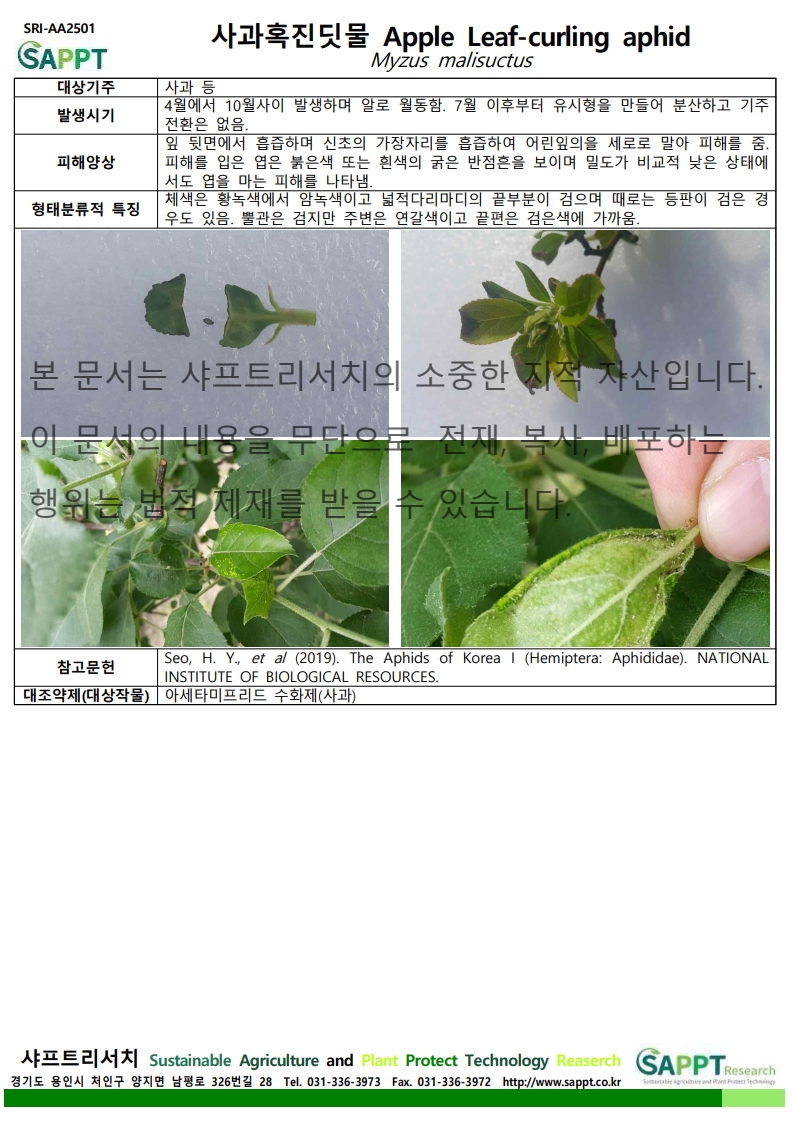 SRI-AA2501
SAPPT
사과혹진딧물 Apple Leaf-curling aphid
Myzus malisuctus
대상기주 사과 등
발생시기 4월에서 10월사이 발생하며 알로 월동함. 7월 이후부터 유시형을 만들어 분산하고 기주
전환은 없음.
피해양상 잎 뒷면에서 흡즙하며 신초의 가장자리를 흡즙하여 어린잎의을 세로로 말아 피해를 줌.
피해를 입은 엽은 붉은색 또는 흰색의 굵은 반점흔을 보이며 밀도가 비교적 낮은 상태에
서도 엽을 마는 피해를 나타냄.
형태분류적 특징 체색은 황녹색에서 암녹색이고 넓적다리마디의 끝부분이 검으며 때로는 등판이 검은 경
우도 있음. 뿔관은 검지만 주변은 연갈색이고 끝편은 검은색에 가까움.
본 문서는 샤프트리서치의 소중한 지적 자산입니다.
이 문서의 내용을 무단으로 전재, 복사, 배포하는
행위는 법적 제재를 받을 수 있습니다.
참고문헌 Seo, H. Y., et al (2019). The Aphids of Korea I (Hemiptera: Aphididae). NATIONAL
INSTITUTE OF BIOLOGICAL RESOURCES.
대조약제(대상작물) 아세타미프리드 수화제(사과)
샤프트리서치 Sustainable Agriculture and Plant Protect Technology Reaserch
경기도 용인시 처인구 양지면 남평로 326번길 28 Tel. 031-336-3973 Fax. 031-336-3972 http://www.sappt.co.kr
SAPPT Research
Sustainable Agriculture and Plant Protect Technology